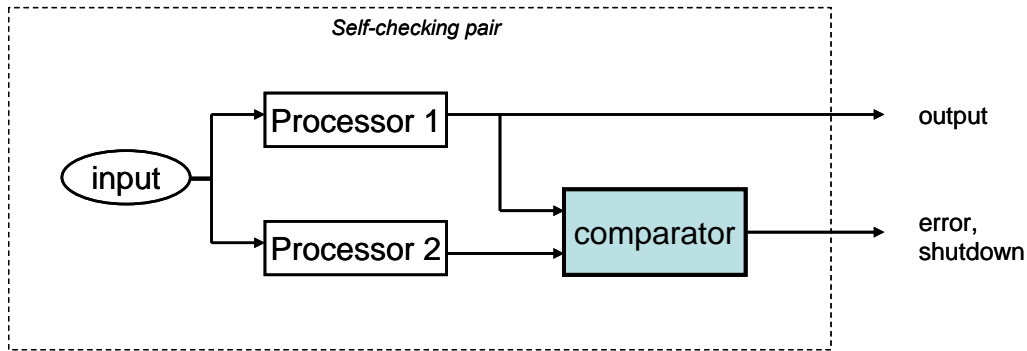 Self-checking pair
Processor 1
output
input
comparator
error,
shutdown
Processor 2